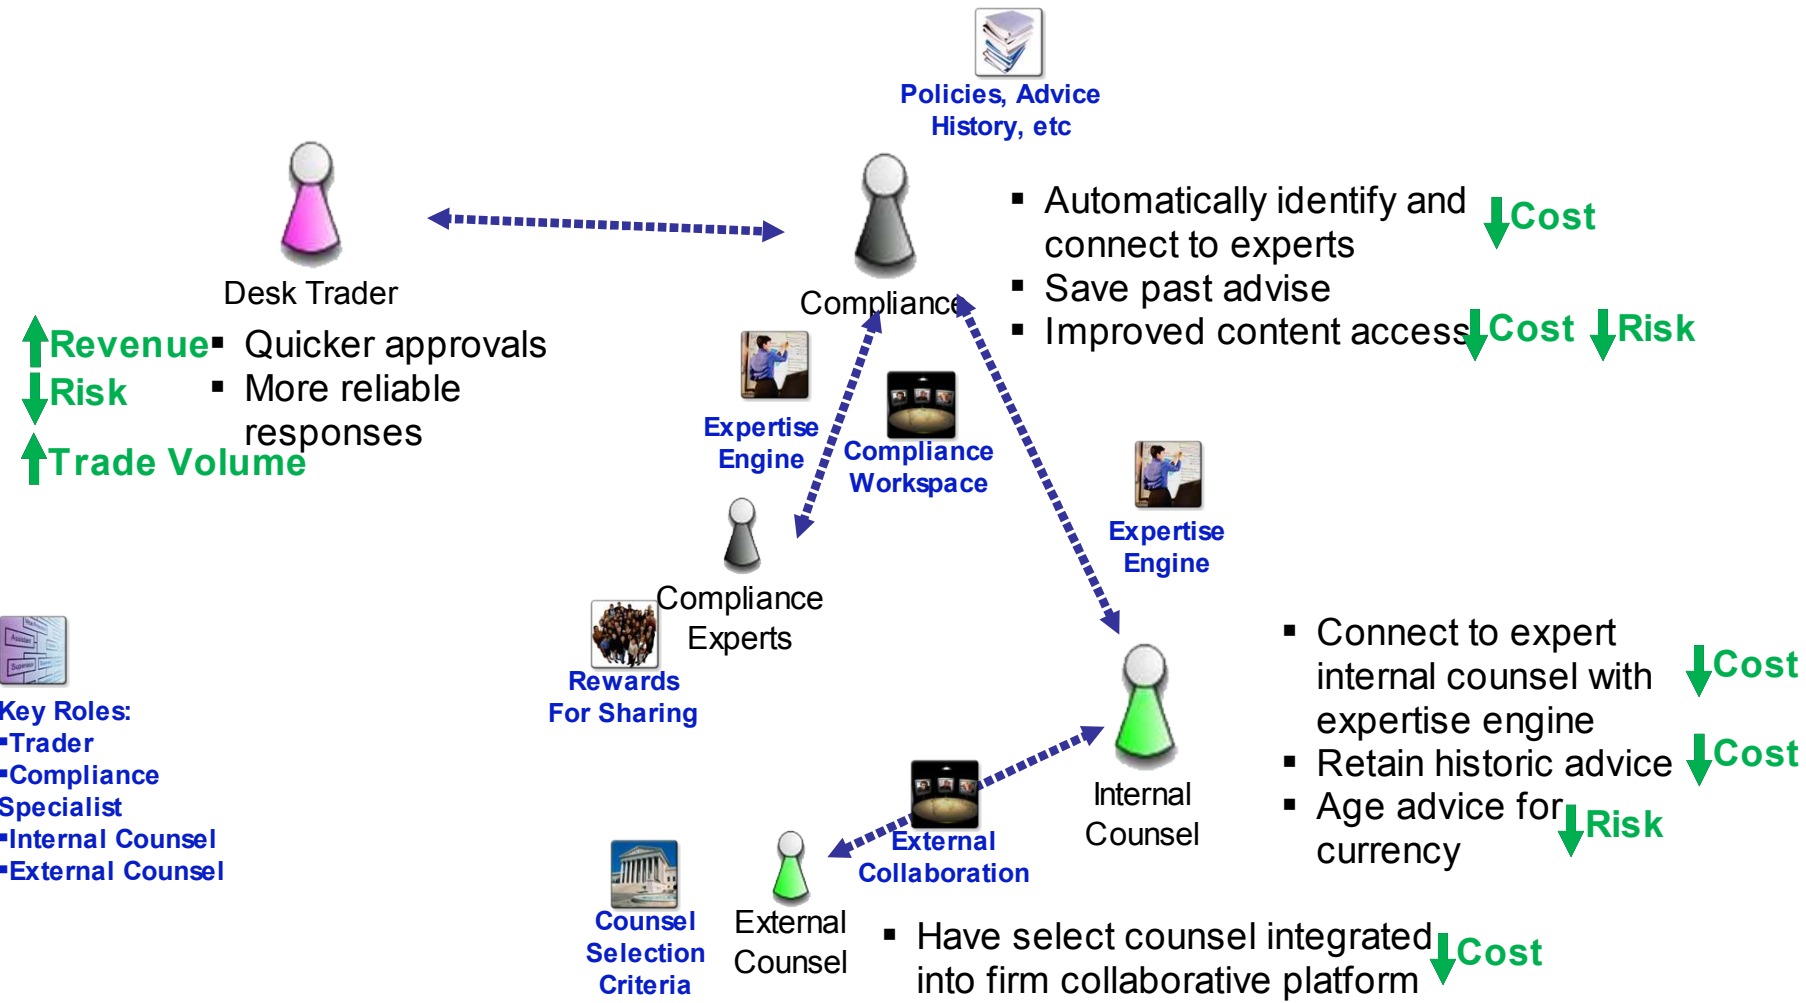 Policies, Advice
History, etc
Desk Trader
Revenue
Risk
Trade Volume
▪ Quicker approvals
▪ More reliable
responses
Compliance
▪ Automatically identify and
connect to experts
Cost
▪ Save past advise
▪ Improved content access
Cost
Risk
Expertise
Engine
Compliance
Workspace
Expertise
Engine
Compliance
Experts
Rewards
For Sharing
Key Roles:
▪Trader
▪Compliance
Specialist
▪Internal Counsel
▪External Counsel
Internal
Counsel
▪ Connect to expert
internal counsel with
expertise engine
Cost
▪ Retain historic advice
Cost
▪ Age advice for
currency
Risk
External
Collaboration
Counsel
Selection
Criteria
External
Counsel
▪ Have select counsel integrated
into firm collaborative platform
Cost